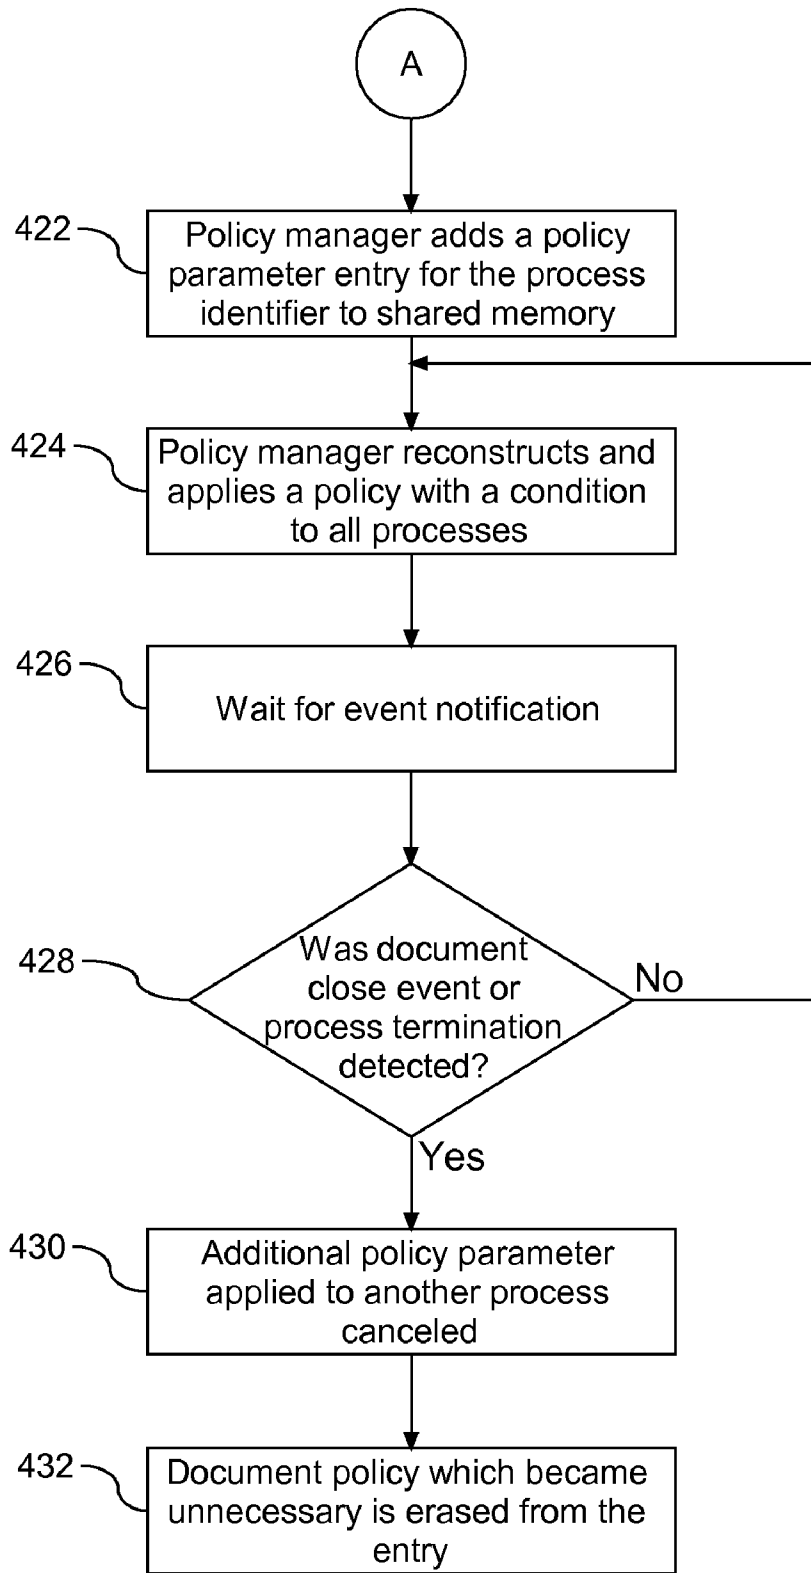 A
422
Policy manager adds a policy
parameter entry for the process
identifier to shared memory
424
Policy manager reconstructs and
applies a policy with a condition
to all processes
426
Wait for event notification
428
Was document
close event or
process termination
detected?
No
Yes
430
Additional policy parameter
applied to another process
canceled
432
Document policy which became
unnecessary is erased from the
entry